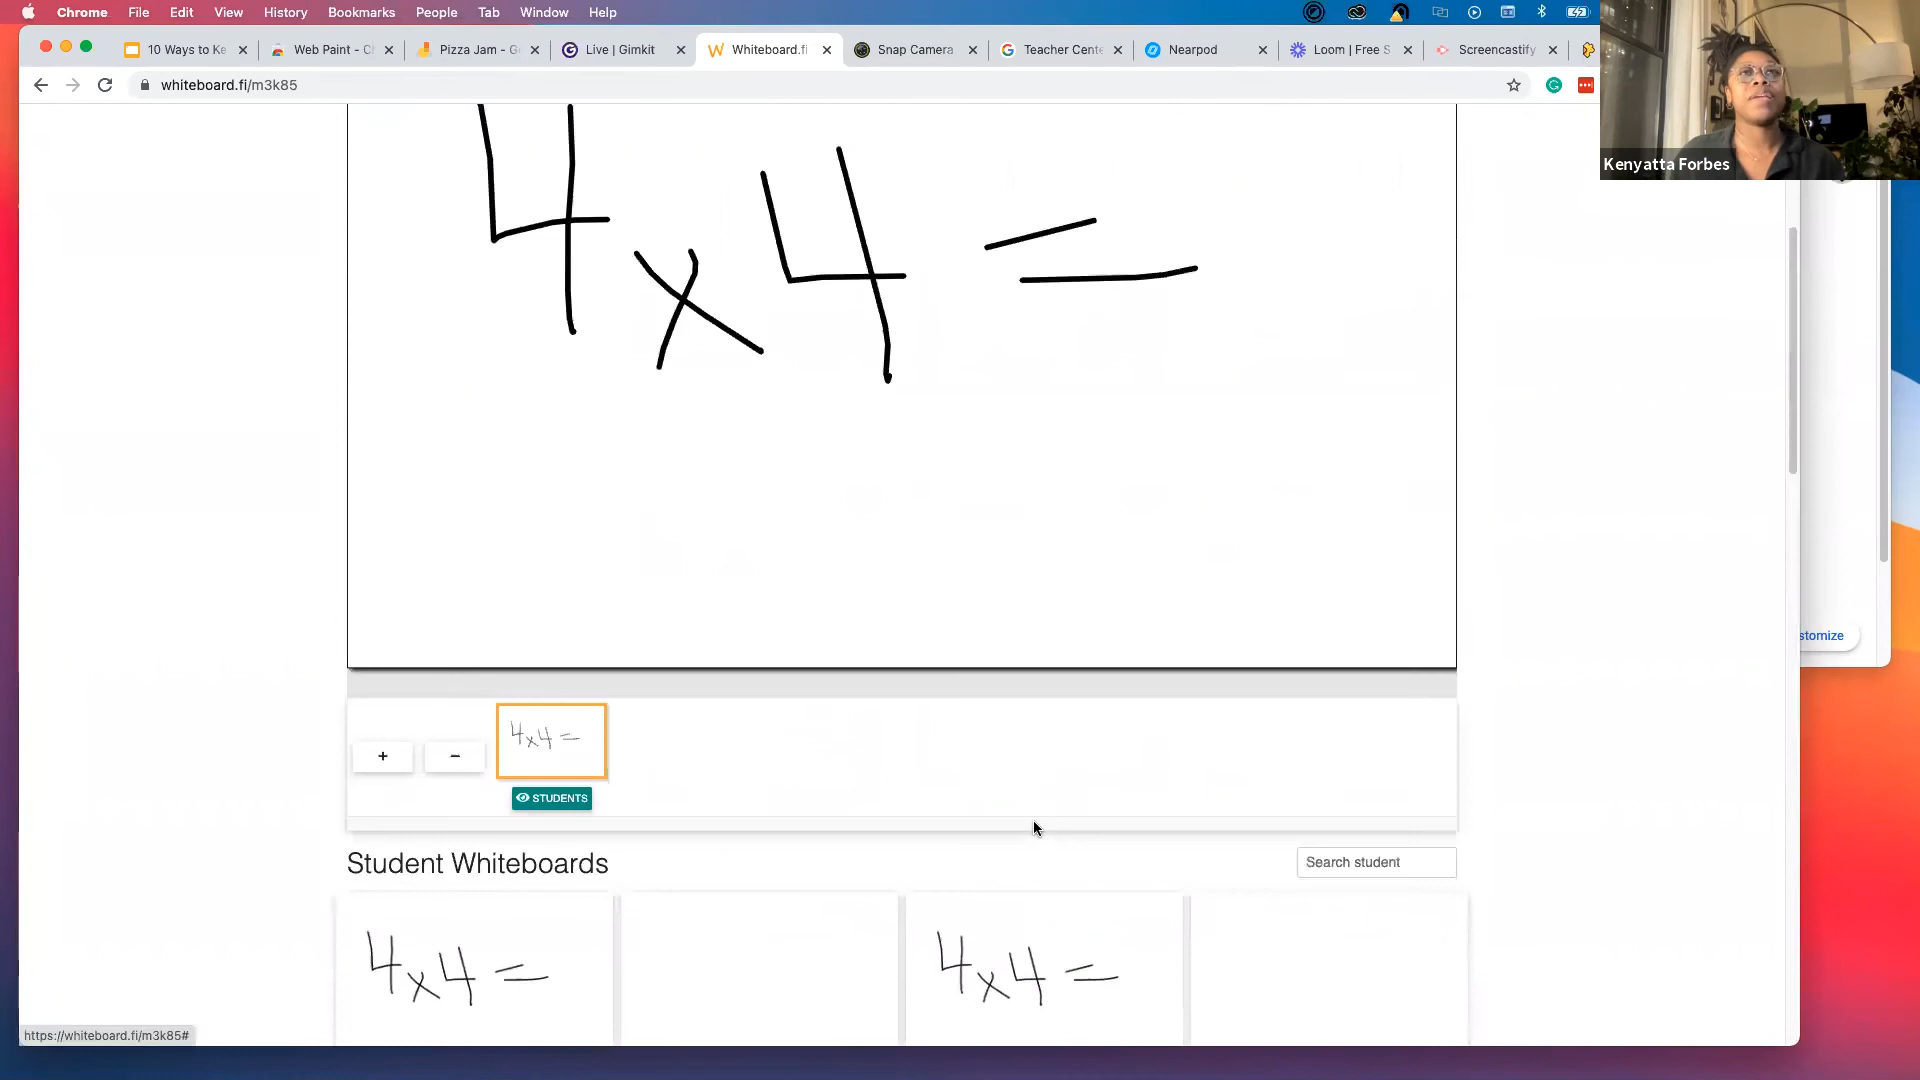 Chrome File Edit View History Bookmarks People Tab Window Help
10 Ways to Ke Web Paint - C Pizza Jam - G Live | Gimkit Whiteboard.fi Snap Camera Teacher Cente Nearpod Loom | Free S Screencastify
whiteboard.fi/m3k85
Kenyatta Forbes
4 x 4 =
stomize
+ − 4x4 =
STUDENTS
Student Whiteboards Search student
4x4 = 4x4 =
https://whiteboard.fi/m3k85#